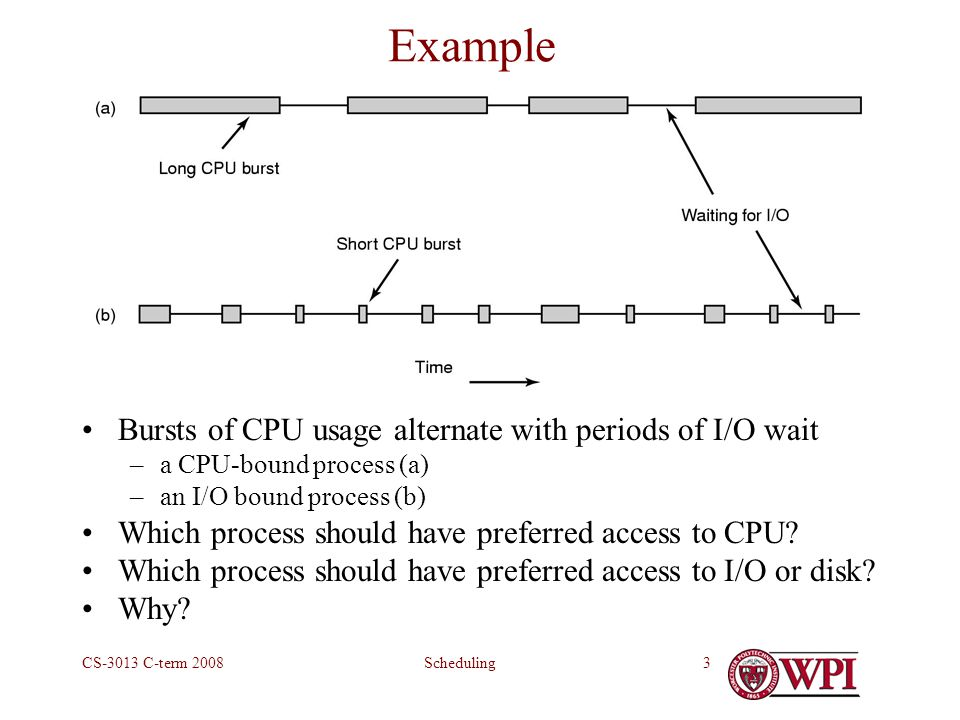 Example
(a)
Long CPU burst
Waiting for I/O
Short CPU burst
(b)
Time
• Bursts of CPU usage alternate with periods of I/O wait
– a CPU-bound process (a)
– an I/O bound process (b)
• Which process should have preferred access to CPU?
• Which process should have preferred access to I/O or disk?
• Why?
CS-3013 C-term 2008
Scheduling
3
WPI